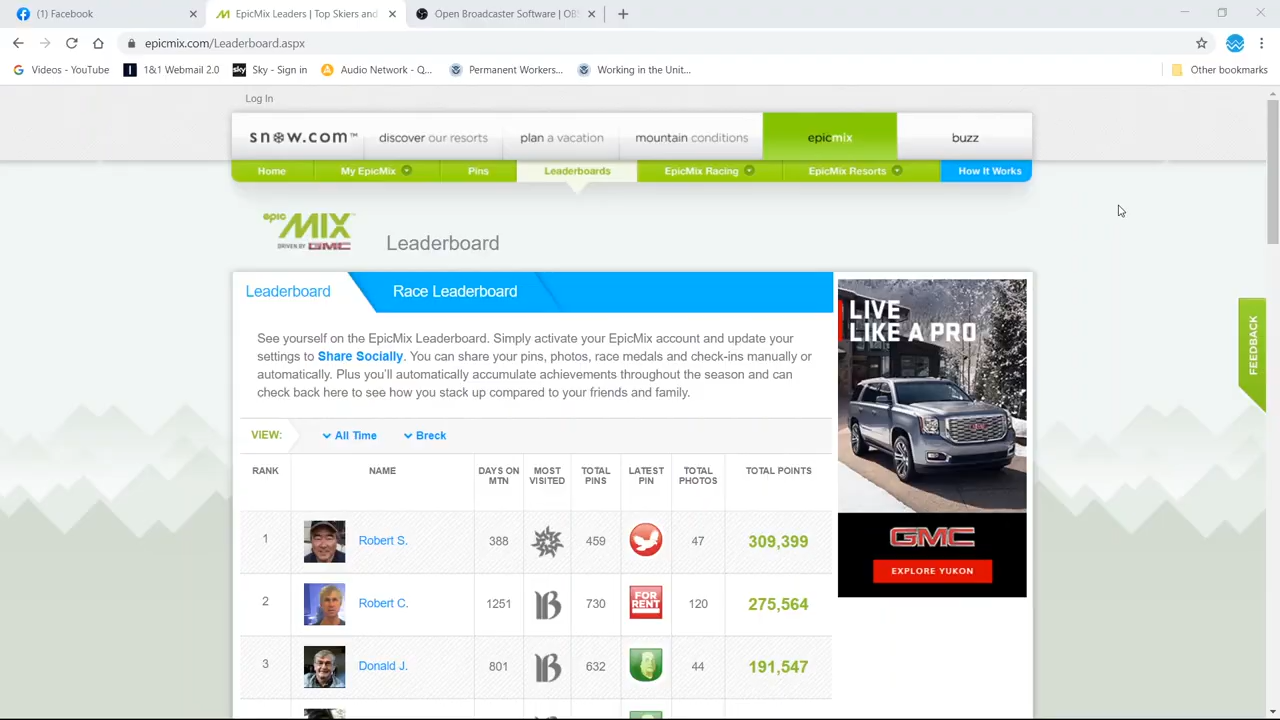 (1) Facebook
EpicMix Leaders | Top Skiers and
Open Broadcaster Software | OBS
epicmix.com/Leaderboard.aspx
Videos - YouTube
1&1 Webmail 2.0
sky
Sky - Sign in
Audio Network - Q...
Permanent Workers...
Working in the Unit...
Other bookmarks
Log In
snow.com™
discover our resorts
plan a vacation
mountain conditions
epicmix
buzz
Home
My EpicMix
Pins
Leaderboards
EpicMix Racing
EpicMix Resorts
How It Works
epic MIX™
DRIVEN BY GMC
Leaderboard
Leaderboard
Race Leaderboard
See yourself on the EpicMix Leaderboard. Simply activate your EpicMix account and update your
settings to Share Socially. You can share your pins, photos, race medals and check-ins manually or
automatically. Plus you'll automatically accumulate achievements throughout the season and can
check back here to see how you stack up compared to your friends and family.
VIEW:
All Time
Breck
RANK
NAME
DAYS ON
MTN
MOST
VISITED
TOTAL
PINS
LATEST
PIN
TOTAL
PHOTOS
TOTAL POINTS
Robert S.
388
459
47
309,399
2
Robert C.
1251
B
730
FOR
RENT
120
275,564
3
Donald J.
801
B
632
44
191,547
LIVE
LIKE A PRO
GMC
EXPLORE YUKON
FEEDBACK